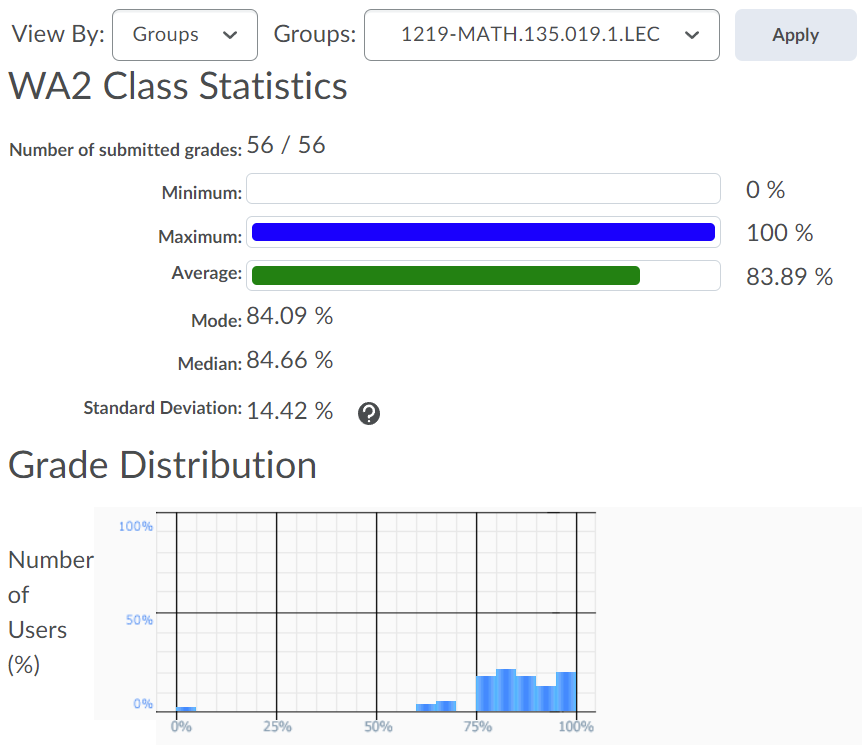 View By: Groups Groups: 1219-MATH.135.019.1.LEC Apply
WA2 Class Statistics
Number of submitted grades: 56 / 56
Minimum: 0 %
Maximum: 100 %
Average: 83.89 %
Mode: 84.09 %
Median: 84.66 %
Standard Deviation: 14.42 % ?
Grade Distribution
Number
of
Users
(%)
100%
50%
0%
0% 25% 50% 75% 100%